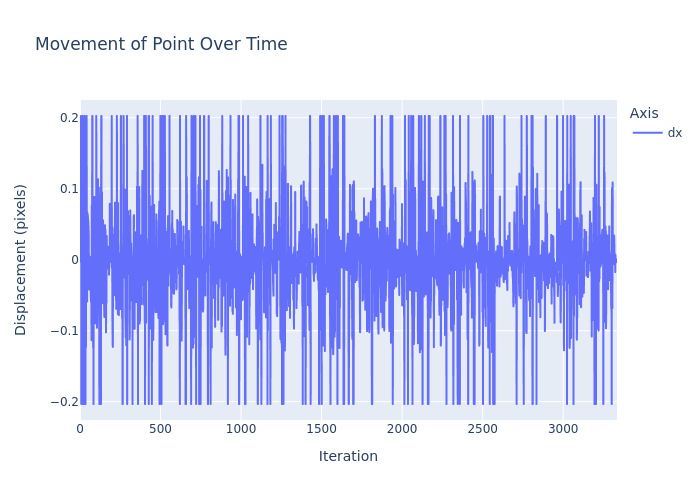 Movement of Point Over Time
Axis
dx
Displacement (pixels)
0.2
0.1
0
−0.1
−0.2
0
500
1000
1500
2000
2500
3000
Iteration